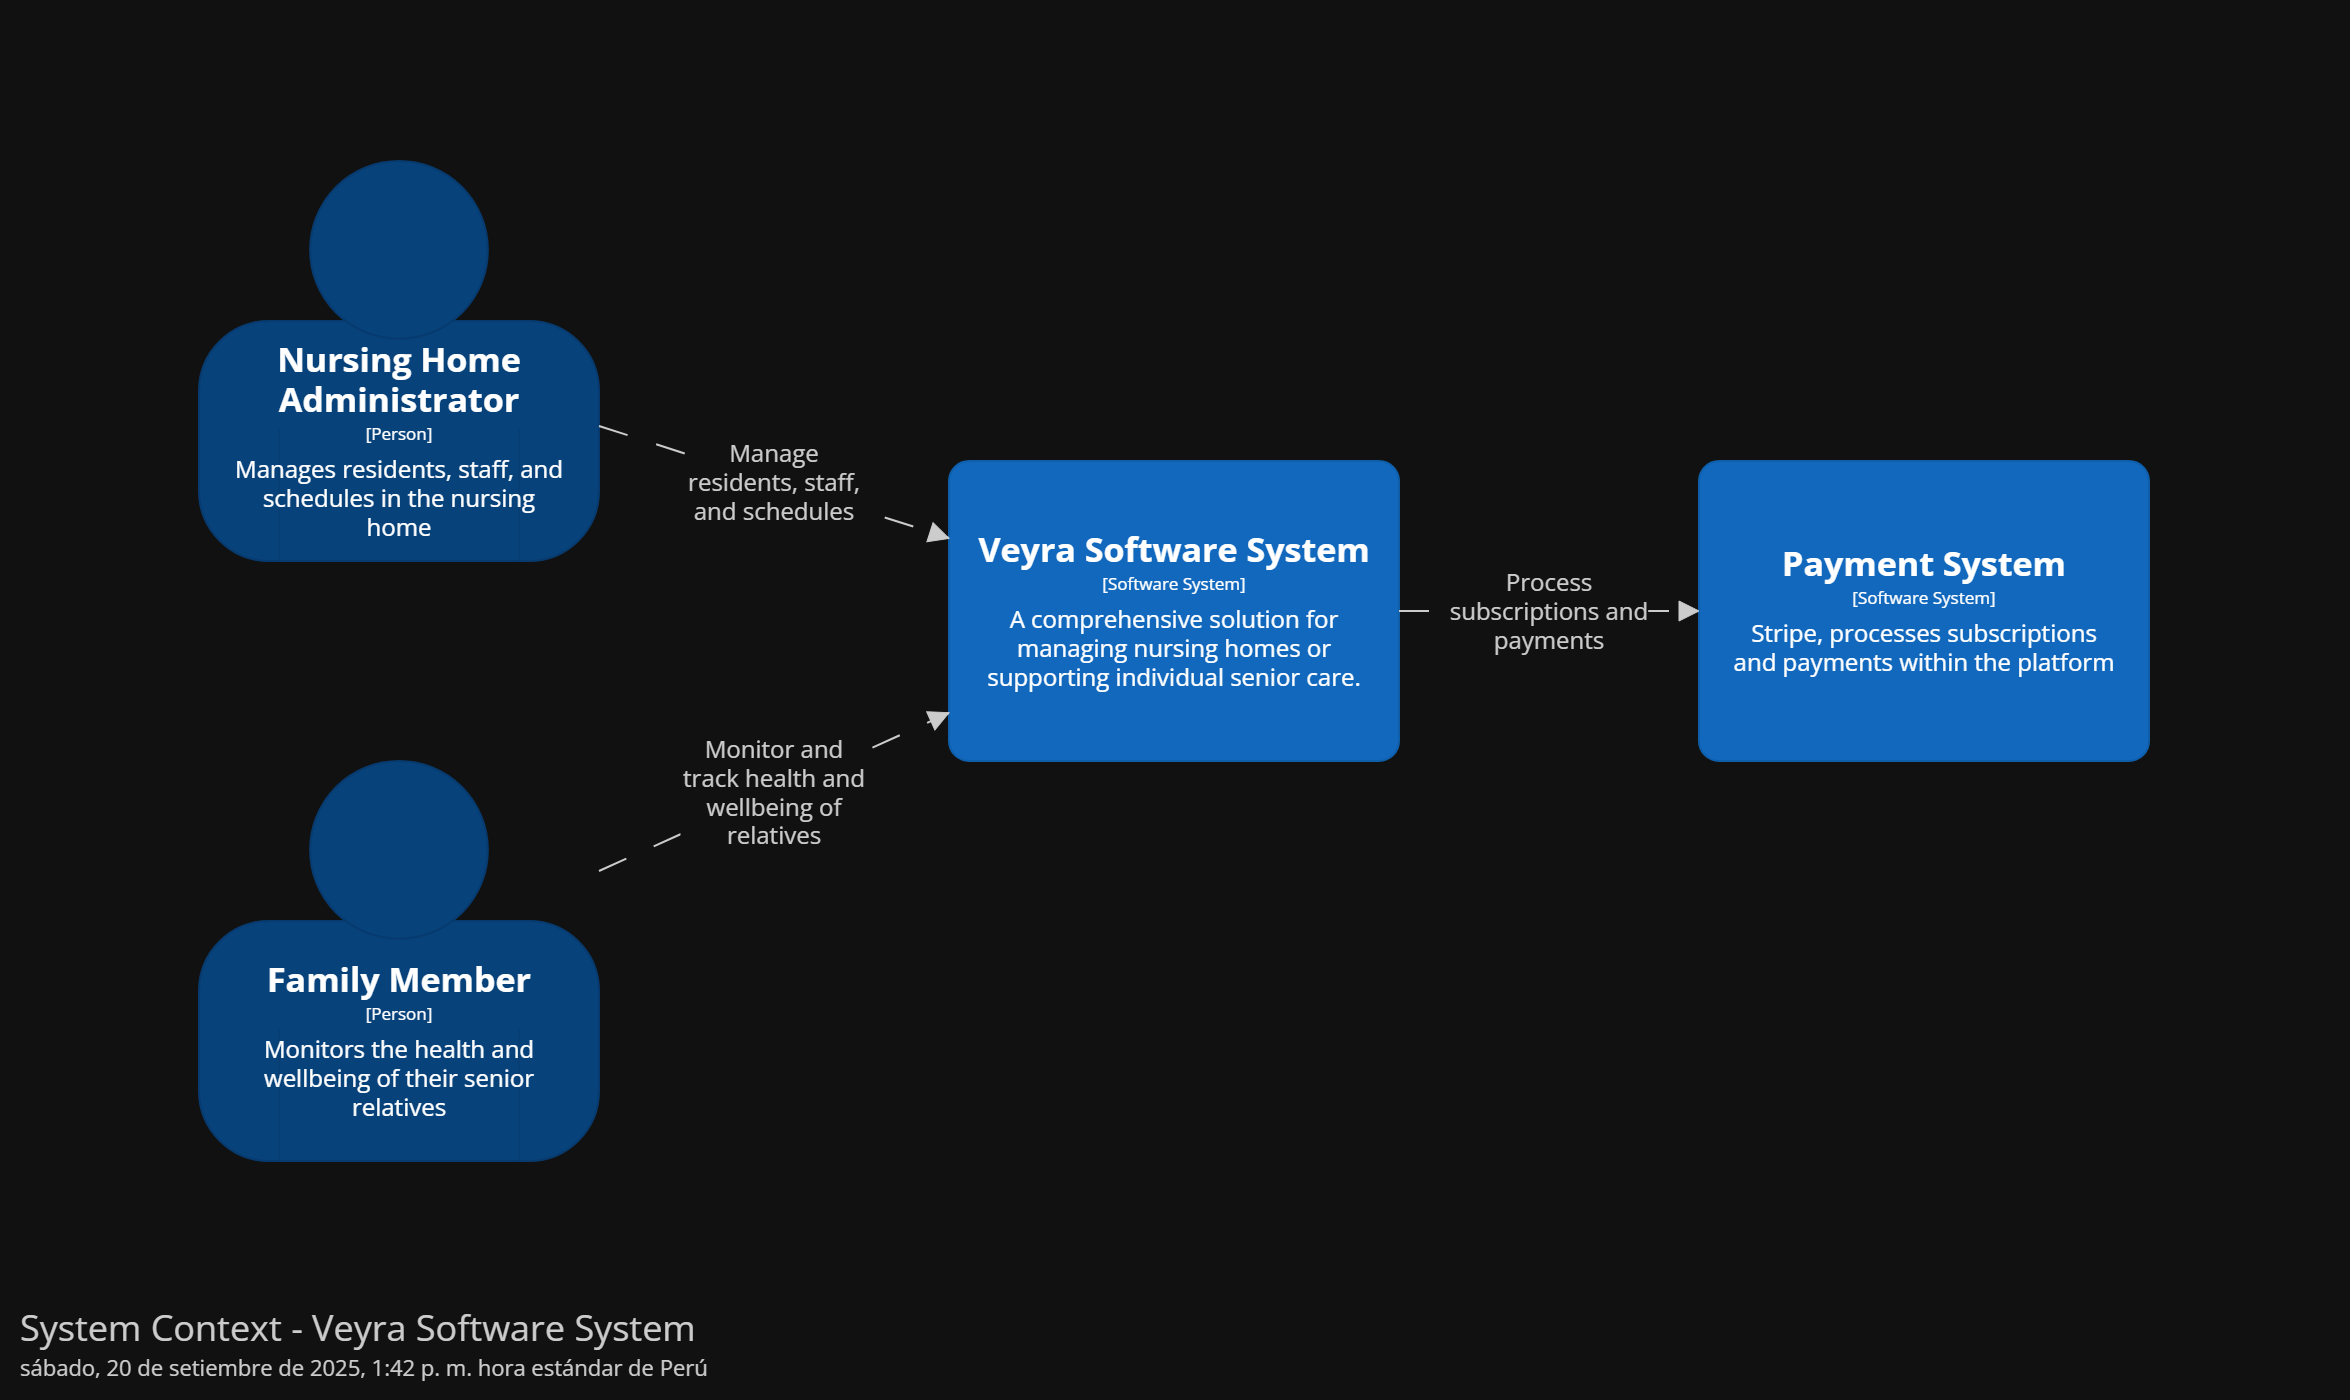 Nursing Home
Administrator
[Person]
Manages residents, staff, and
schedules in the nursing
home
Manage
residents, staff,
and schedules
Veyra Software System
[Software System]
A comprehensive solution for
managing nursing homes or
supporting individual senior care.
Process
subscriptions and
payments
Payment System
[Software System]
Stripe, processes subscriptions
and payments within the platform
Monitor and
track health and
wellbeing of
relatives
Family Member
[Person]
Monitors the health and
wellbeing of their senior
relatives
System Context - Veyra Software System
sábado, 20 de setiembre de 2025, 1:42 p. m. hora estándar de Perú